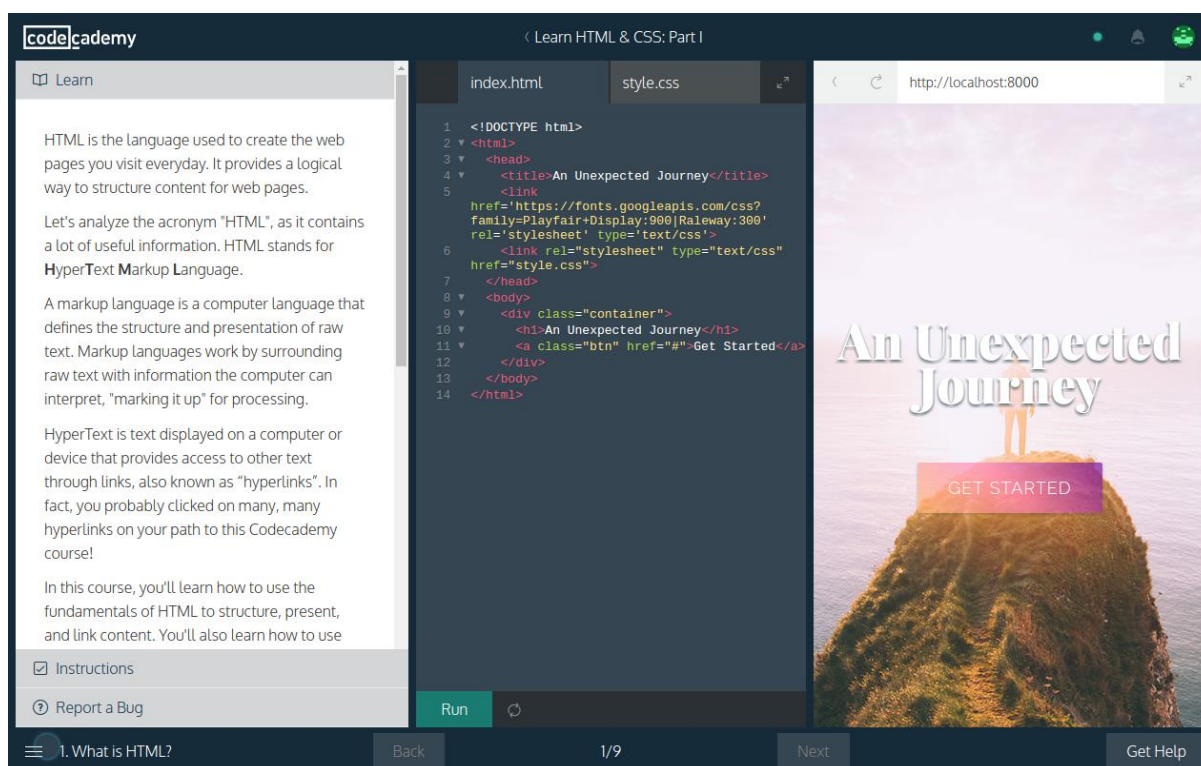 codecademy
Learn HTML & CSS: Part I
Learn
HTML is the language used to create the web
pages you visit everyday. It provides a logical
way to structure content for web pages.
Let's analyze the acronym "HTML", as it contains
a lot of useful information. HTML stands for
HyperText Markup Language.
A markup language is a computer language that
defines the structure and presentation of raw
text. Markup languages work by surrounding
raw text with information the computer can
interpret, "marking it up" for processing.
HyperText is text displayed on a computer or
device that provides access to other text
through links, also known as “hyperlinks”. In
fact, you probably clicked on many, many
hyperlinks on your path to this Codecademy
course!
In this course, you'll learn how to use the
fundamentals of HTML to structure, present,
and link content. You'll also learn how to use
Instructions
Report a Bug
index.html
style.css
1 <!DOCTYPE html>
2 <html>
3 <head>
4 <title>An Unexpected Journey</title>
5 <link
href='https://fonts.googleapis.com/css?
family=Playfair+Display:900|Raleway:300'
rel='stylesheet' type='text/css'>
6 <link rel="stylesheet" type="text/css"
href="style.css">
7 </head>
8 <body>
9 <div class="container">
10 <h1>An Unexpected Journey</h1>
11 <a class="btn" href="#">Get Started</a>
12 </div>
13 </body>
14 </html>
Run
http://localhost:8000
An Unexpected
Journey
GET STARTED
1. What is HTML?
Back
1/9
Next
Get Help